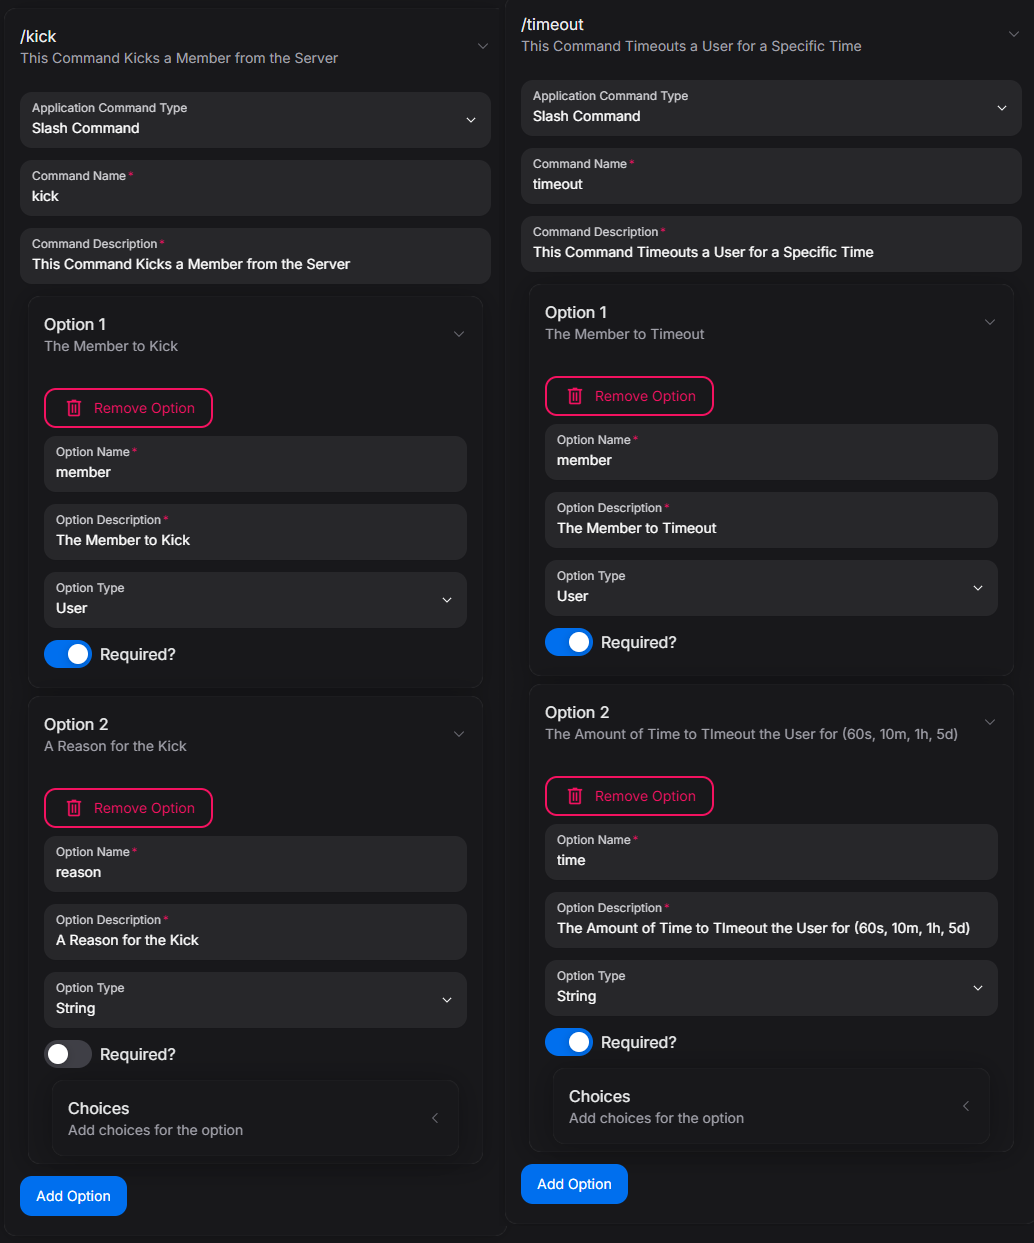 /kick
This Command Kicks a Member from the Server
Application Command Type
Slash Command
Command Name*
kick
Command Description*
This Command Kicks a Member from the Server
Option 1
The Member to Kick
Remove Option
Option Name*
member
Option Description*
The Member to Kick
Option Type
User
Required?
Option 2
A Reason for the Kick
Remove Option
Option Name*
reason
Option Description*
A Reason for the Kick
Option Type
String
Required?
Choices
Add choices for the option
Add Option
/timeout
This Command Timeouts a User for a Specific Time
Application Command Type
Slash Command
Command Name*
timeout
Command Description*
This Command Timeouts a User for a Specific Time
Option 1
The Member to Timeout
Remove Option
Option Name*
member
Option Description*
The Member to Timeout
Option Type
User
Required?
Option 2
The Amount of Time to TImeout the User for (60s, 10m, 1h, 5d)
Remove Option
Option Name*
time
Option Description*
The Amount of Time to TImeout the User for (60s, 10m, 1h, 5d)
Option Type
String
Required?
Choices
Add choices for the option
Add Option